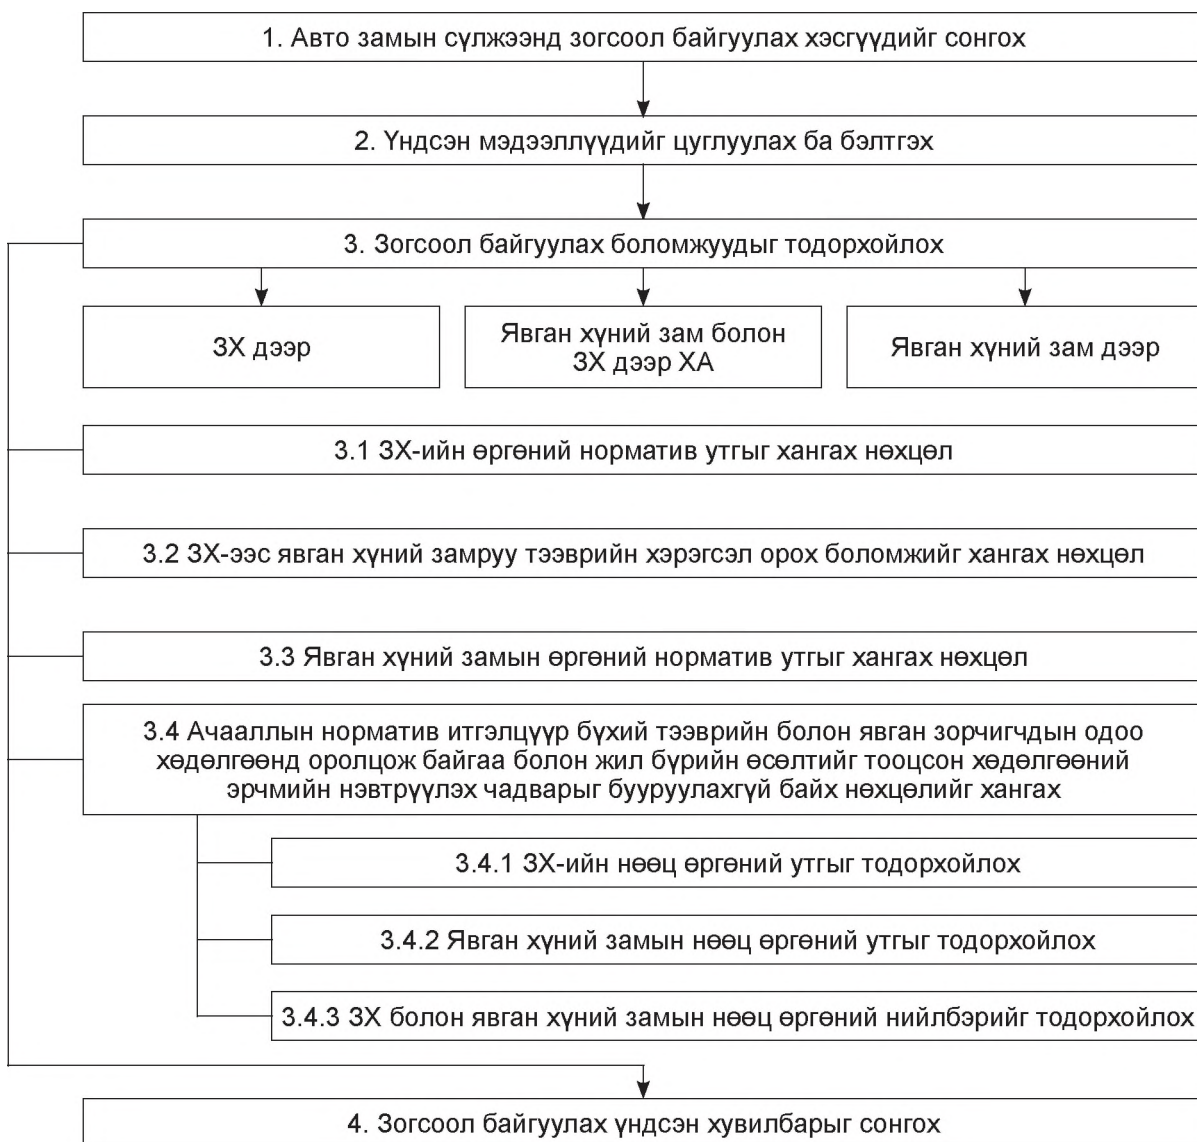 1. Авто замын сүлжээнд зогсоол байгуулах хэсгүүдийг сонгох
2. Үндсэн мэдээллүүдийг цуглуулах ба бэлтгэх
3. Зогсоол байгуулах боломжуудыг тодорхойлох
ЗХ дээр
Явган хүний зам болон
ЗХ дээр ХА
Явган хүний зам дээр
3.1 ЗХ-ийн өргөний норматив утгыг хангах нөхцөл
3.2 ЗХ-ээс явган хүний замруу тээврийн хэрэгсэл орох боломжийг хангах нөхцөл
3.3 Явган хүний замын өргөний норматив утгыг хангах нөхцөл
3.4 Ачааллын норматив итгэлцүүр бүхий тээврийн болон явган зорчигчдын одоо
хөдөлгөөнд оролцож байгаа болон жил бүрийн өсөлтийг тооцсон хөдөлгөөний
эрчмийн нэвтрүүлэх чадварыг бууруулахгүй байх нөхцөлийг хангах
3.4.1 ЗХ-ийн нөөц өргөний утгыг тодорхойлох
3.4.2 Явган хүний замын нөөц өргөний утгыг тодорхойлох
3.4.3 ЗХ болон явган хүний замын нөөц өргөний нийлбэрийг тодорхойлох
4. Зогсоол байгуулах үндсэн хувилбарыг сонгох